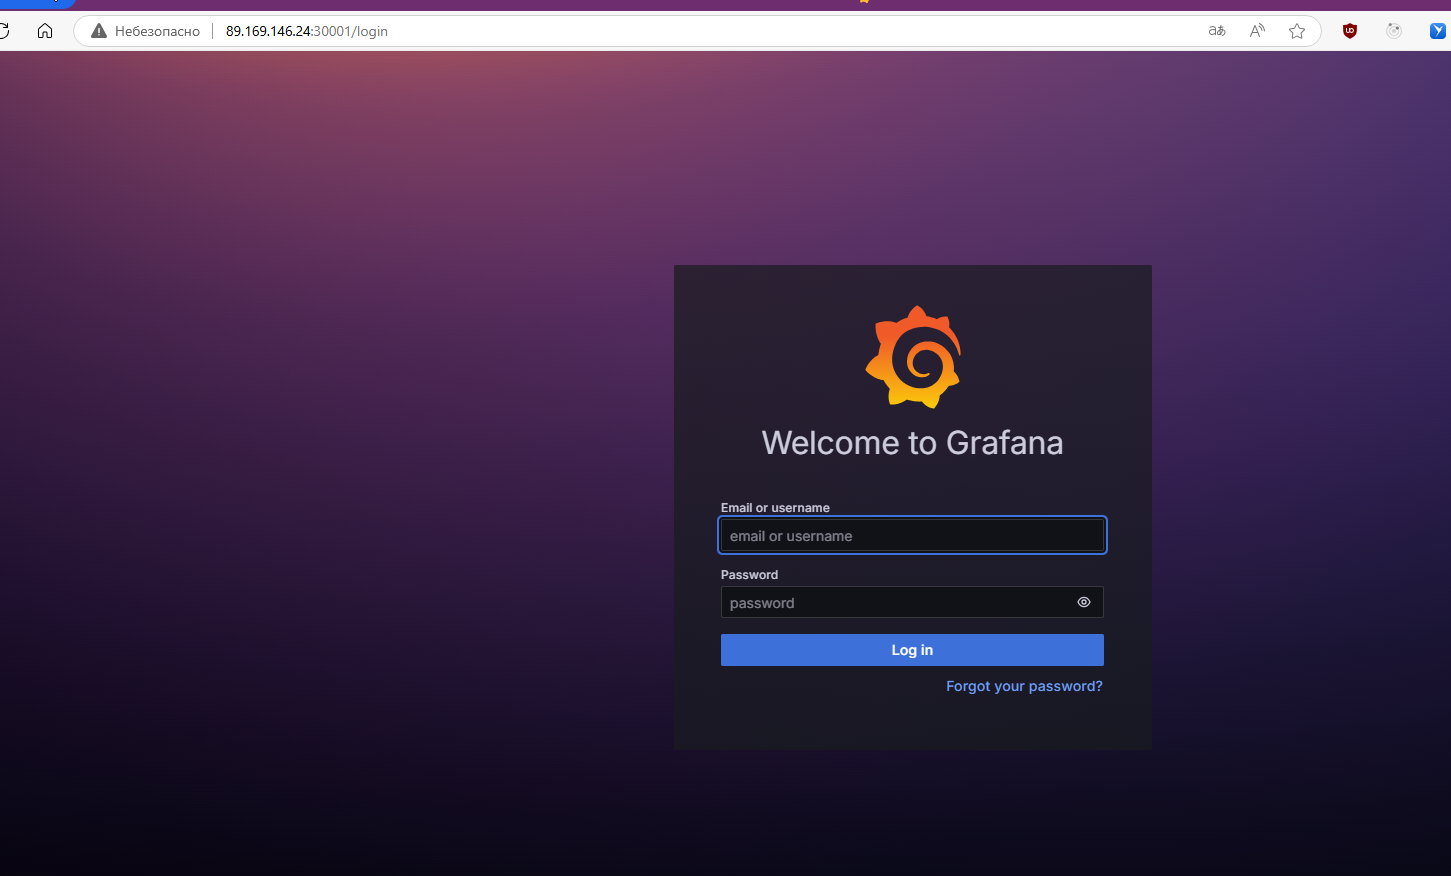 Небезопасно 89.169.146.24:30001/login
Welcome to Grafana
Email or username
email or username
Password
password
Log in
Forgot your password?